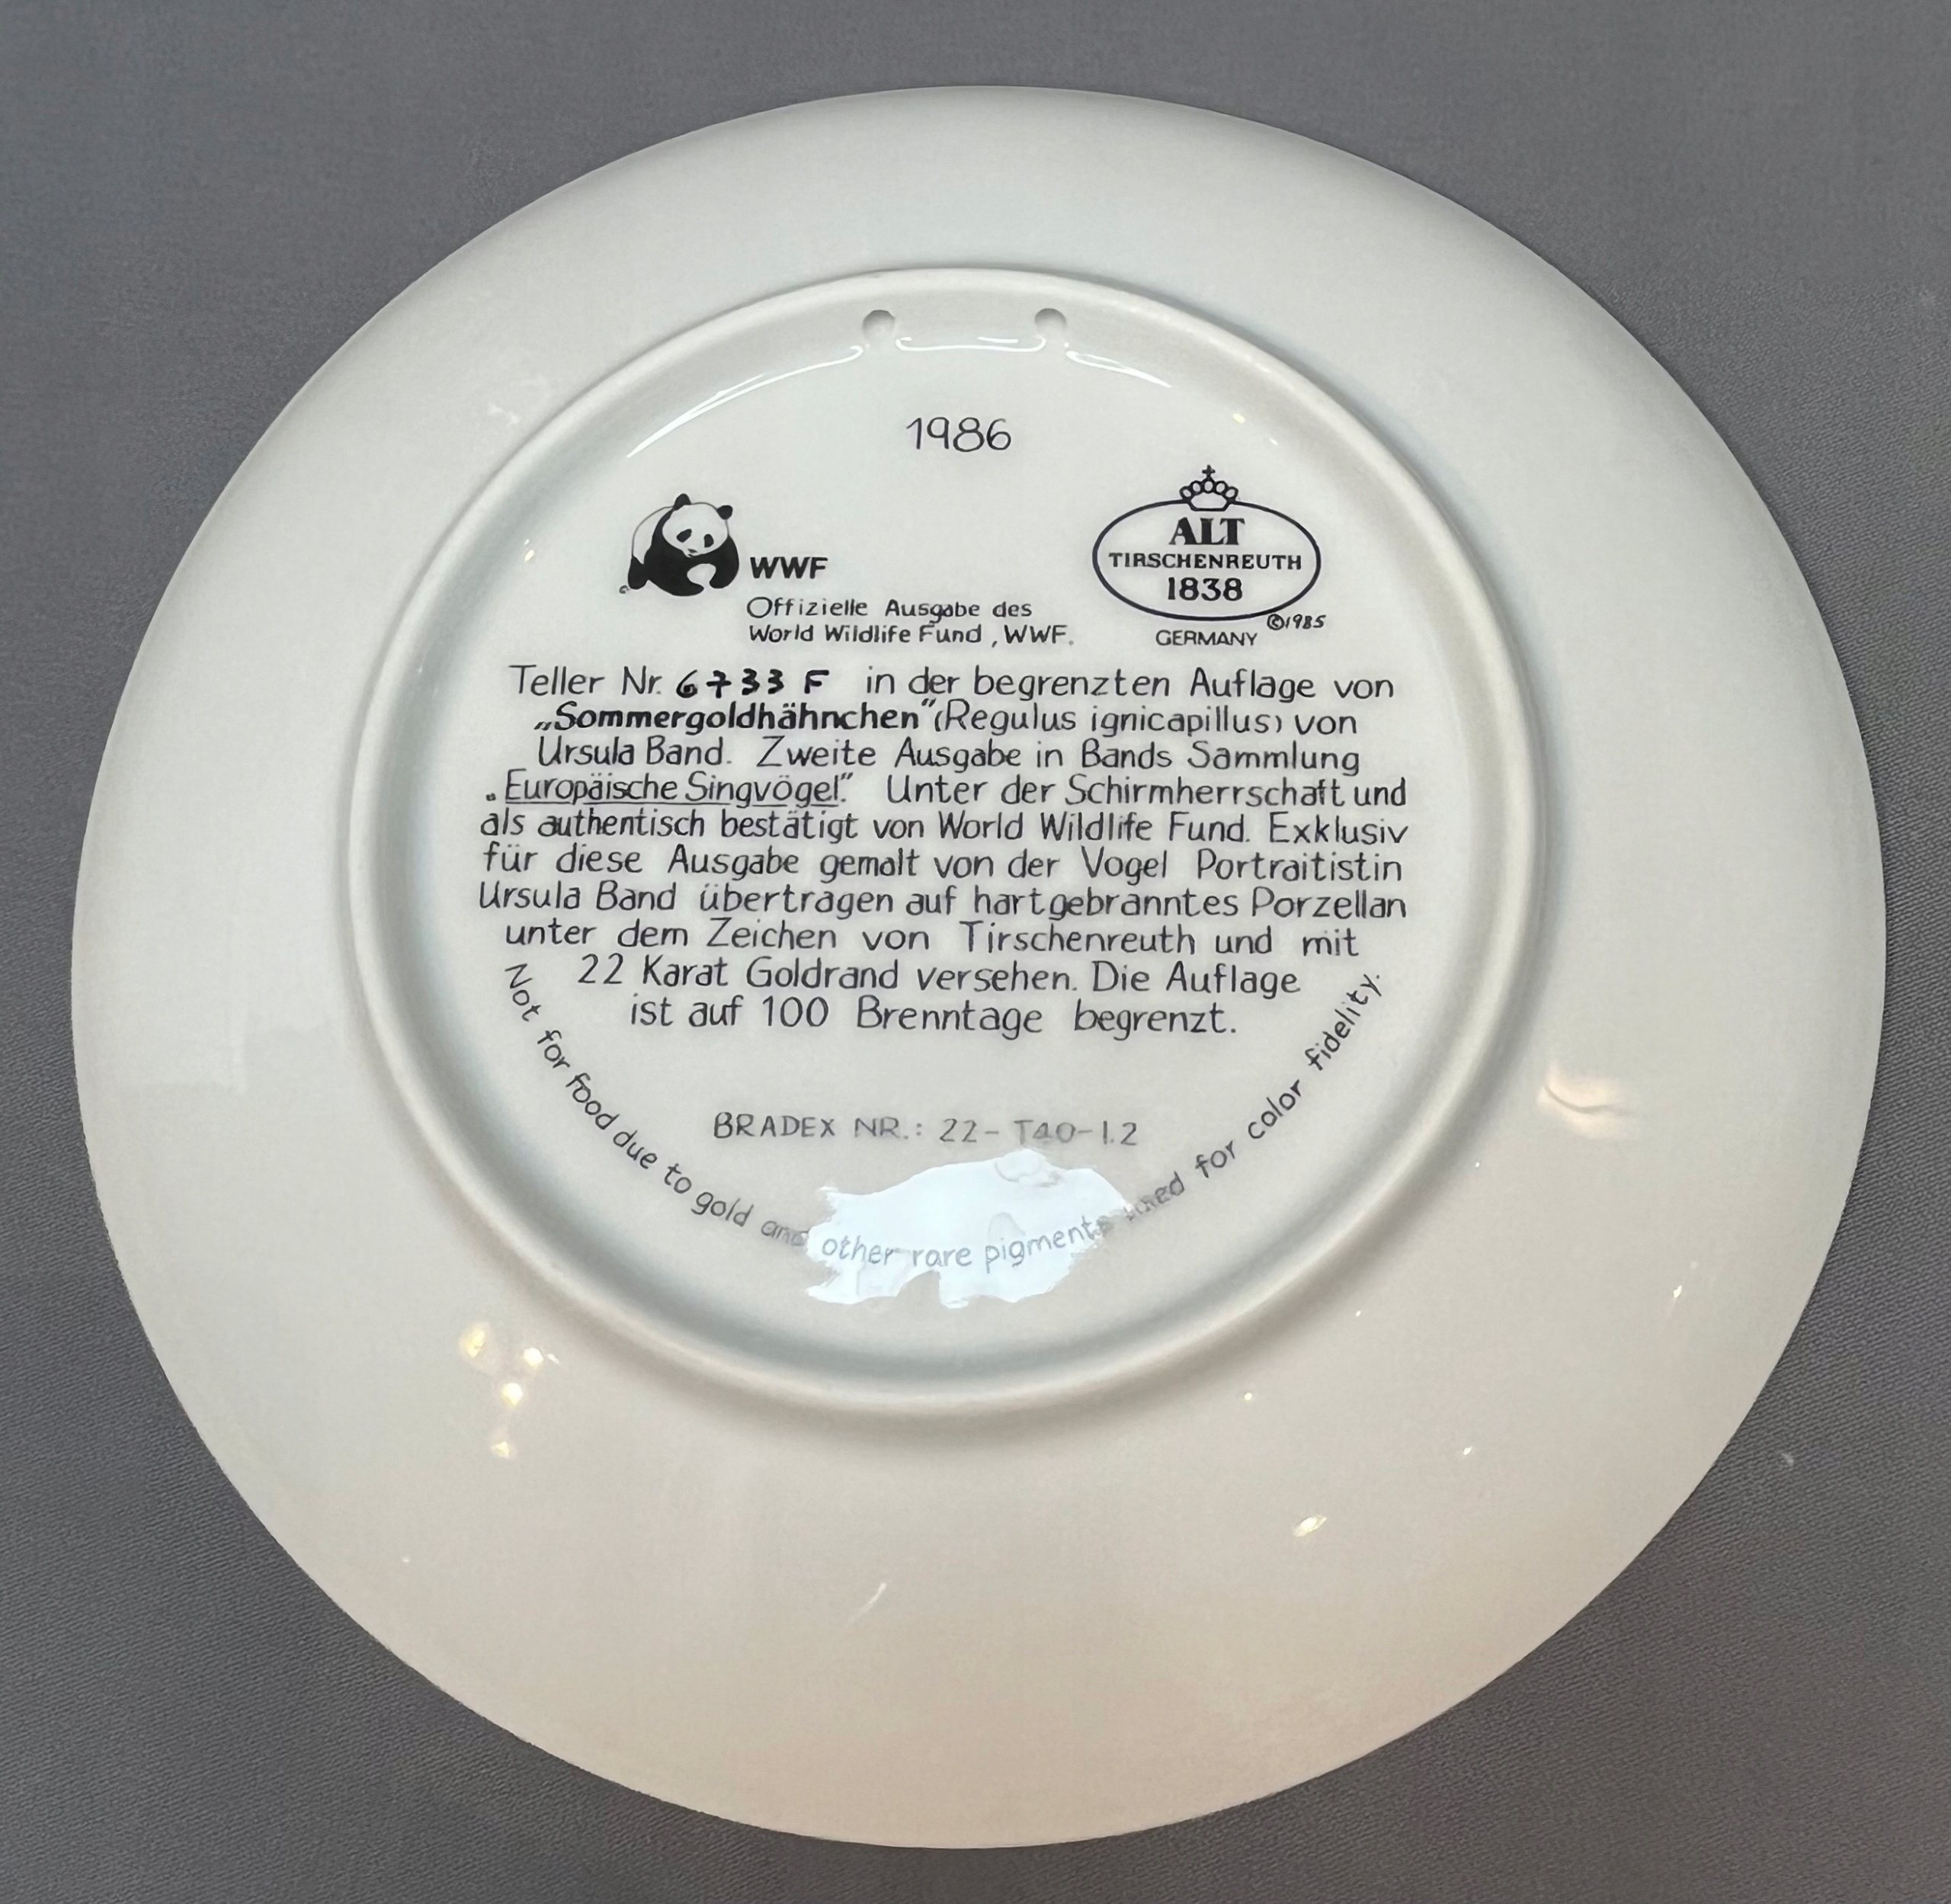 1986
WWF
Offizielle Ausgabe des
World Wildlife Fund, WWF.
ALT
TIRSCHENREUTH
1838
©1985
GERMANY
Teller Nr. 6733 F in der begrenzten Auflage von
„Sommergoldhähnchen" (Regulus ignicapillus) von
Ursula Band. Zweite Ausgabe in Bands Sammlung
„Europäische Singvögel." Unter der Schirmherrschaft und
als authentisch bestätigt von World Wildlife Fund. Exklusiv
für diese Ausgabe gemalt von der Vogel Portraitistin
Ursula Band übertragen auf hartgebranntes Porzellan
unter dem Zeichen von Tirschenreuth und mit
22 Karat Goldrand versehen. Die Auflage
ist auf 100 Brenntage begrenzt.
BRADEX NR.: 22-T40-1.2
Not for food due to gold and other rare pigments used for color fidelity.